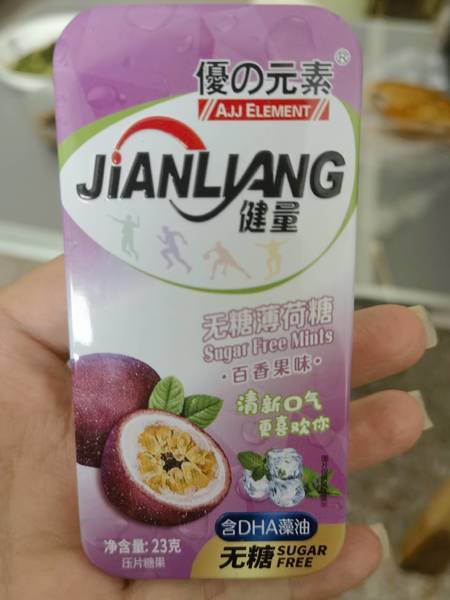 優の元素®
AJJ ELEMENT
JIANLIANG
健量
无糖薄荷糖
Sugar Free Mints
·百香果味·
清新口气
更喜欢你
含DHA藻油
净含量:23克
压片糖果
无糖 SUGAR FREE